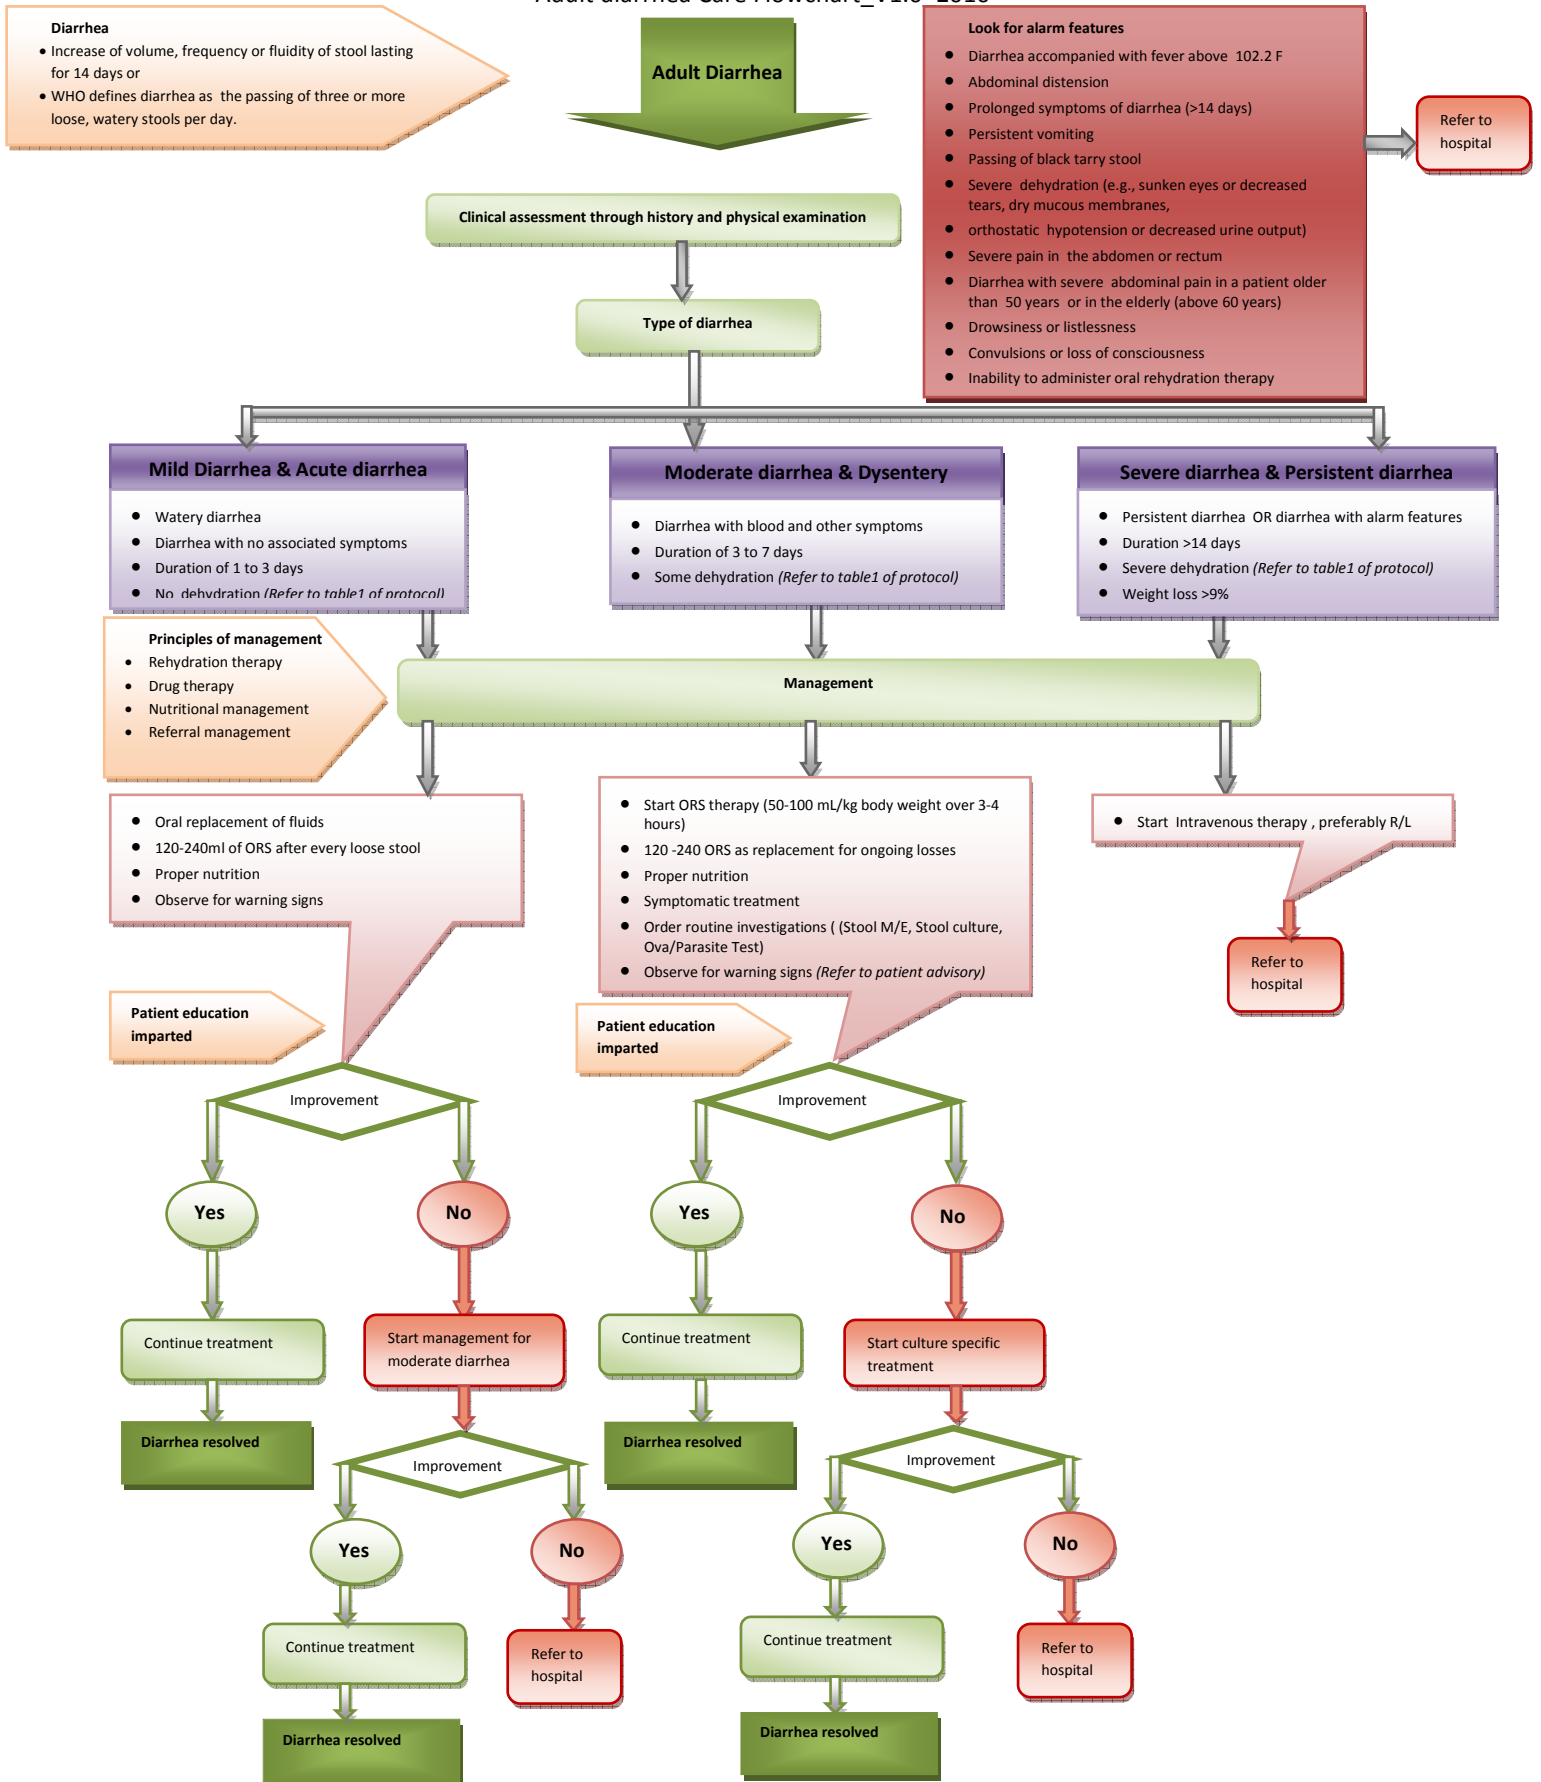 Adult diarrhea Care Flowchart_V1.0 2016
Diarrhea
• Increase of volume, frequency or fluidity of stool lasting
for 14 days or
• WHO defines diarrhea as the passing of three or more
loose, watery stools per day.
Adult Diarrhea
Look for alarm features
• Diarrhea accompanied with fever above 102.2 F
• Abdominal distension
• Prolonged symptoms of diarrhea (>14 days)
• Persistent vomiting
• Passing of black tarry stool
• Severe dehydration (e.g., sunken eyes or decreased
tears, dry mucous membranes,
• orthostatic hypotension or decreased urine output)
• Severe pain in the abdomen or rectum
• Diarrhea with severe abdominal pain in a patient older
than 50 years or in the elderly (above 60 years)
• Drowsiness or listlessness
• Convulsions or loss of consciousness
• Inability to administer oral rehydration therapy
Refer to
hospital
Clinical assessment through history and physical examination
Type of diarrhea
Mild Diarrhea & Acute diarrhea
• Watery diarrhea
• Diarrhea with no associated symptoms
• Duration of 1 to 3 days
• No dehydration (Refer to table1 of protocol)
Moderate diarrhea & Dysentery
• Diarrhea with blood and other symptoms
• Duration of 3 to 7 days
• Some dehydration (Refer to table1 of protocol)
Severe diarrhea & Persistent diarrhea
• Persistent diarrhea OR diarrhea with alarm features
• Duration >14 days
• Severe dehydration (Refer to table1 of protocol)
• Weight loss >9%
Principles of management
• Rehydration therapy
• Drug therapy
• Nutritional management
• Referral management
Management
• Oral replacement of fluids
• 120-240ml of ORS after every loose stool
• Proper nutrition
• Observe for warning signs
• Start ORS therapy (50-100 mL/kg body weight over 3-4
hours)
• 120 -240 ORS as replacement for ongoing losses
• Proper nutrition
• Symptomatic treatment
• Order routine investigations ( (Stool M/E, Stool culture,
Ova/Parasite Test)
• Observe for warning signs (Refer to patient advisory)
• Start Intravenous therapy , preferably R/L
Refer to
hospital
Patient education
imparted
Patient education
imparted
Improvement
Improvement
Yes
No
Yes
No
Continue treatment
Start management for
moderate diarrhea
Continue treatment
Start culture specific
treatment
Diarrhea resolved
Diarrhea resolved
Improvement
Improvement
Yes
No
Yes
No
Continue treatment
Refer to
hospital
Continue treatment
Refer to
hospital
Diarrhea resolved
Diarrhea resolved